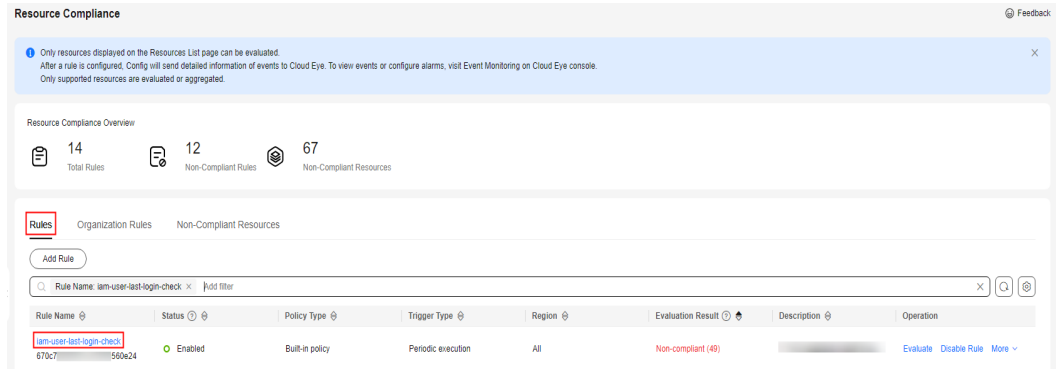 Resource Compliance
Feedback
Only resources displayed on the Resources List page can be evaluated.
After a rule is configured, Config will send detailed information of events to Cloud Eye. To view events or configure alarms, visit Event Monitoring on Cloud Eye console.
Only supported resources are evaluated or aggregated.
Resource Compliance Overview
14
Total Rules
12
Non-Compliant Rules
67
Non-Compliant Resources
Rules Organization Rules Non-Compliant Resources
Add Rule
Rule Name: iam-user-last-login-check × Add filter
Rule Name Status Policy Type Trigger Type Region Evaluation Result Description Operation
iam-user-last-login-check
670c7 560e24
Enabled Built-in policy Periodic execution All Non-compliant (49) Evaluate Disable Rule More